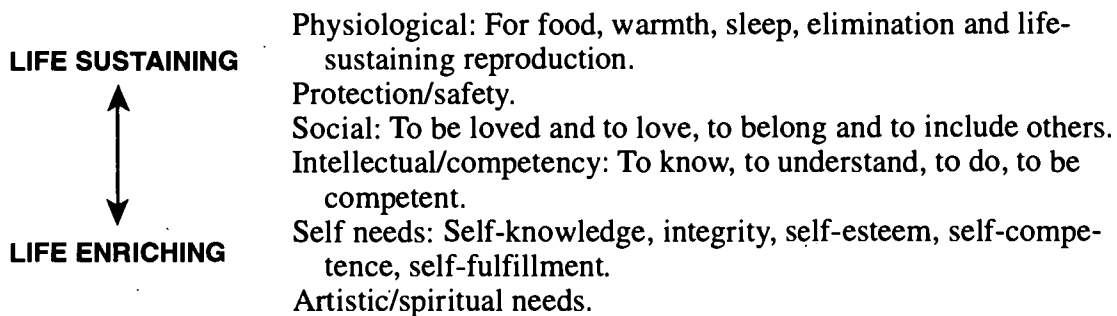 LIFE SUSTAINING
LIFE ENRICHING
Physiological: For food, warmth, sleep, elimination and life-
sustaining reproduction.
Protection/safety.
Social: To be loved and to love, to belong and to include others.
Intellectual/competency: To know, to understand, to do, to be
competent.
Self needs: Self-knowledge, integrity, self-esteem, self-compe-
tence, self-fulfillment.
Artistic/spiritual needs.